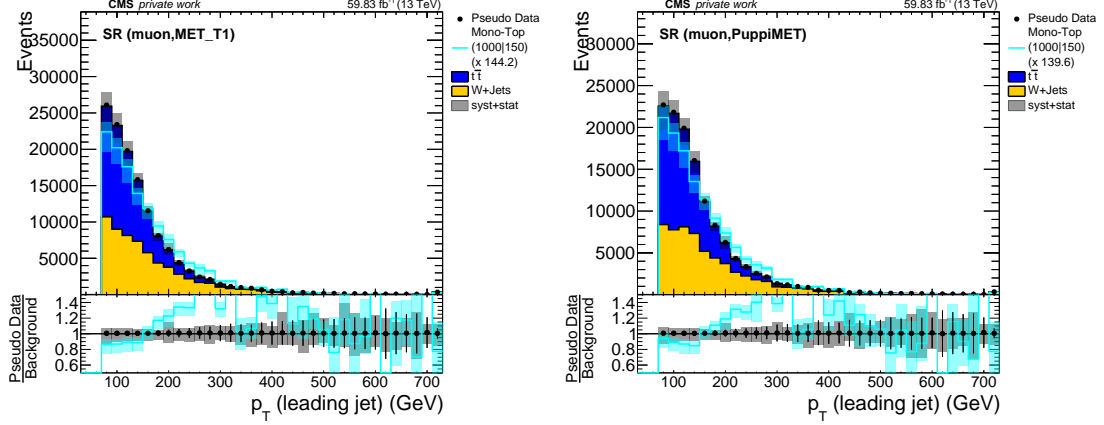 CMS private work 59.83 fb⁻¹ (13 TeV)
Events
SR (muon,MET_T1)
35000
30000
25000
20000
15000
10000
5000
Pseudo Data
Mono-Top
(1000|150)
(x 144.2)
tt̅
W+Jets
syst+stat
Pseudo Data
Background
1.4
1.2
1
0.8
0.6
100 200 300 400 500 600 700
p_T (leading jet) (GeV)
CMS private work 59.83 fb⁻¹ (13 TeV)
Events
SR (muon,PuppiMET)
30000
25000
20000
15000
10000
5000
Pseudo Data
Mono-Top
(1000|150)
(x 139.6)
tt̅
W+Jets
syst+stat
Pseudo Data
Background
1.4
1.2
1
0.8
0.6
100 200 300 400 500 600 700
p_T (leading jet) (GeV)